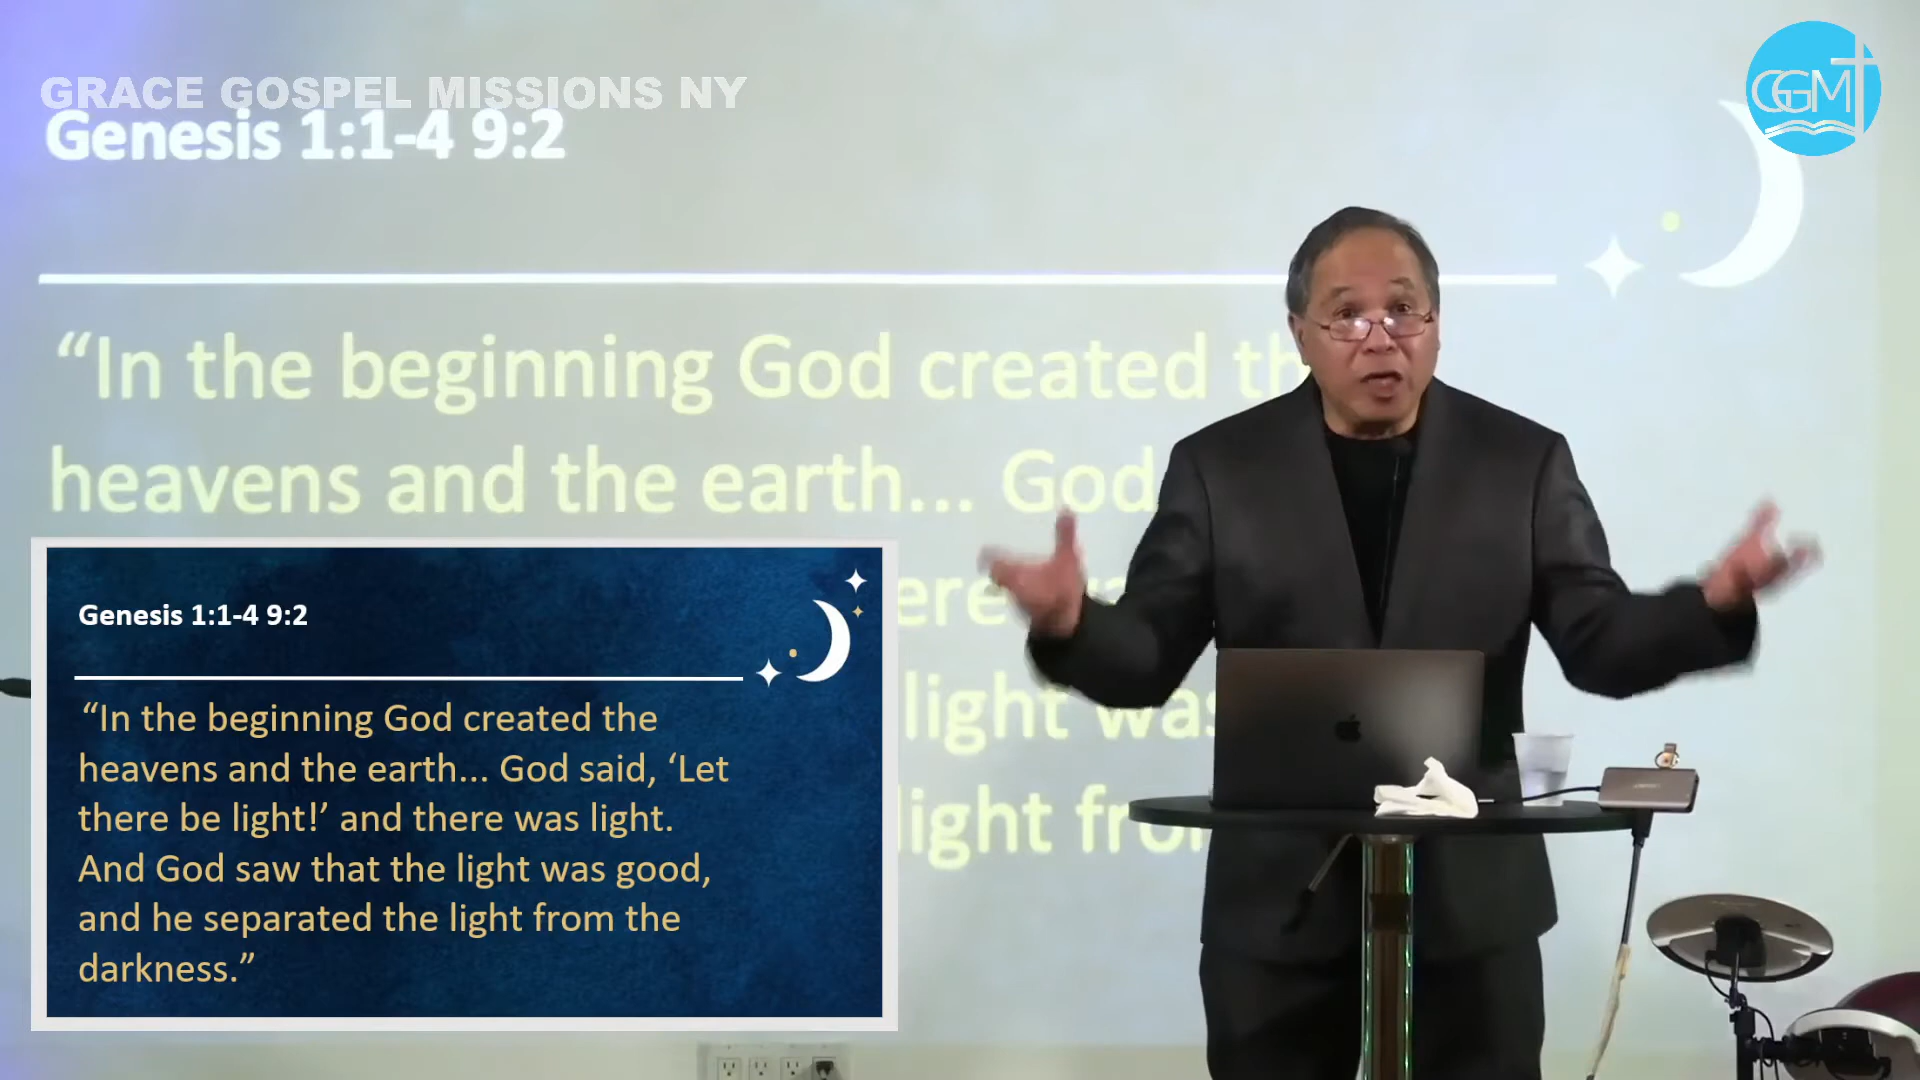 GRACE GOSPEL MISSIONS NY
Genesis 1:1-4 9:2
“In the beginning God created th
heavens and the earth... God
ere
light was
light fro
GGM
Genesis 1:1-4 9:2
“In the beginning God created the
heavens and the earth... God said, ‘Let
there be light!’ and there was light.
And God saw that the light was good,
and he separated the light from the
darkness.”